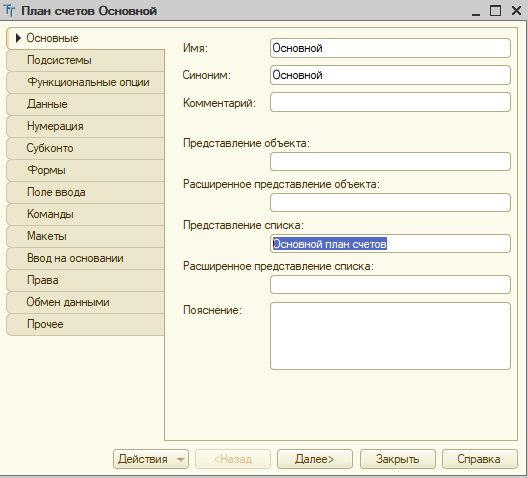 План счетов Основной
Основные
Подсистемы
Функциональные опции
Данные
Нумерация
Субконто
Формы
Поле ввода
Команды
Макеты
Ввод на основании
Права
Обмен данными
Прочее
Имя: Основной
Синоним: Основной
Комментарий:
Представление объекта:
Расширенное представление объекта:
Представление списка:
Основной план счетов
Расширенное представление списка:
Пояснение:
Действия <Назад Далее> Закрыть Справка